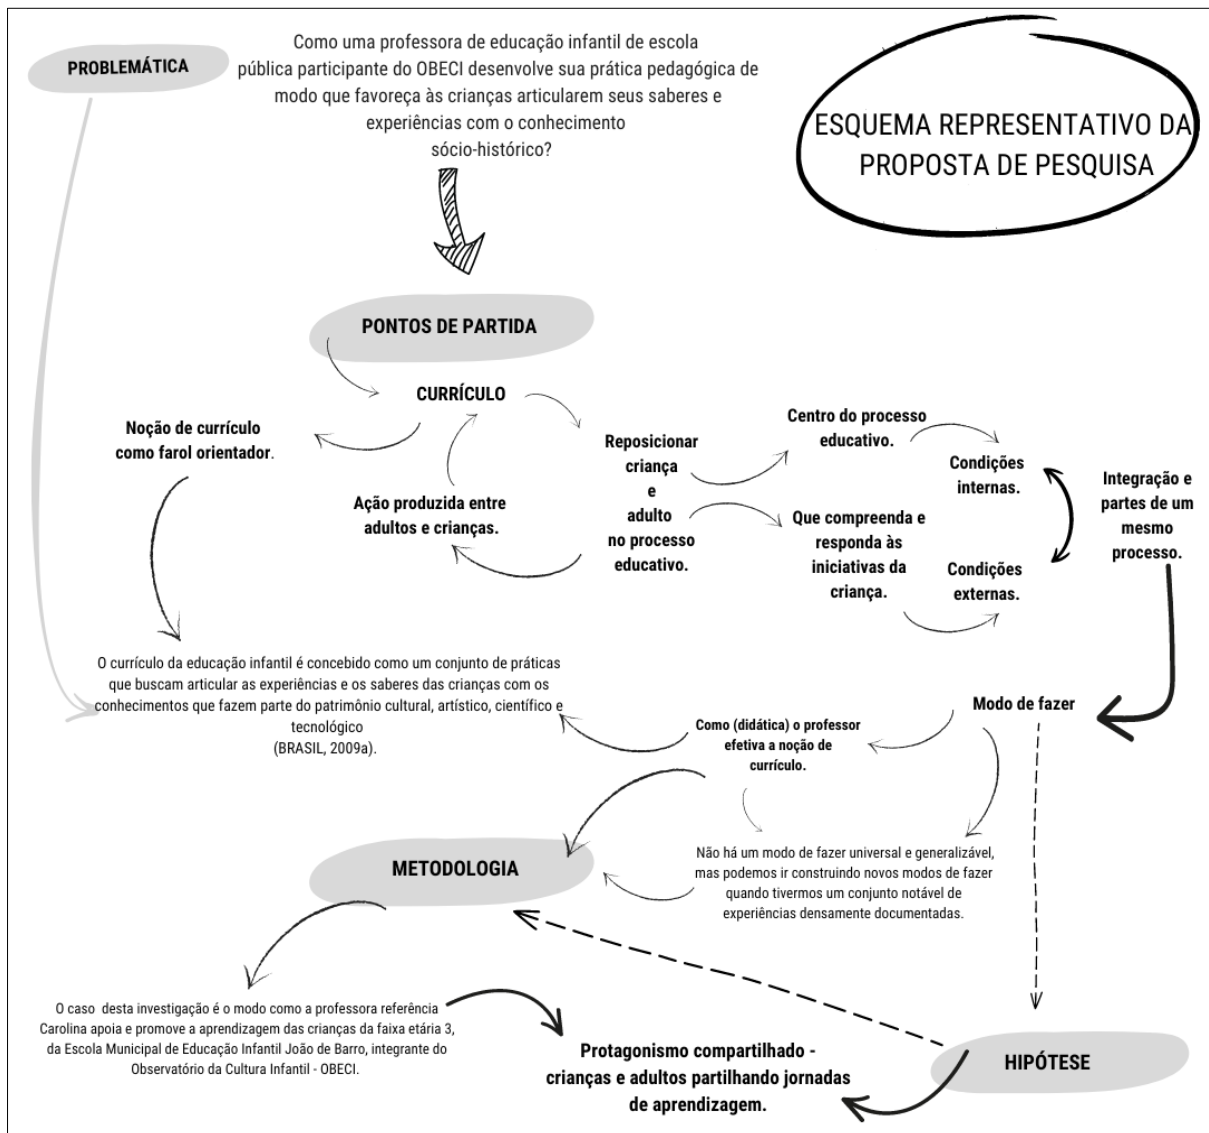 PROBLEMÁTICA
Como uma professora de educação infantil de escola
pública participante do OBECI desenvolve sua prática pedagógica de
modo que favoreça às crianças articularem seus saberes e
experiências com o conhecimento
sócio-histórico?
ESQUEMA REPRESENTATIVO DA
PROPOSTA DE PESQUISA
PONTOS DE PARTIDA
CURRÍCULO
Noção de currículo
como farol orientador.
Ação produzida entre
adultos e crianças.
Reposicionar
criança
e
adulto
no processo
educativo.
Centro do processo
educativo.
Que compreenda e
responda às
iniciativas da
criança.
Condições
internas.
Condições
externas.
Integração e
partes de um
mesmo
processo.
O currículo da educação infantil é concebido como um conjunto de práticas
que buscam articular as experiências e os saberes das crianças com os
conhecimentos que fazem parte do patrimônio cultural, artístico, científico e
tecnológico
(BRASIL, 2009a).
Modo de fazer
Como (didática) o professor
efetiva a noção de
currículo.
Não há um modo de fazer universal e generalizável,
mas podemos ir construindo novos modos de fazer
quando tivermos um conjunto notável de
experiências densamente documentadas.
METODOLOGIA
O caso desta investigação é o modo como a professora referência
Carolina apoia e promove a aprendizagem das crianças da faixa etária 3,
da Escola Municipal de Educação Infantil João de Barro, integrante do
Observatório da Cultura Infantil - OBECI.
Protagonismo compartilhado -
crianças e adultos partilhando jornadas
de aprendizagem.
HIPÓTESE